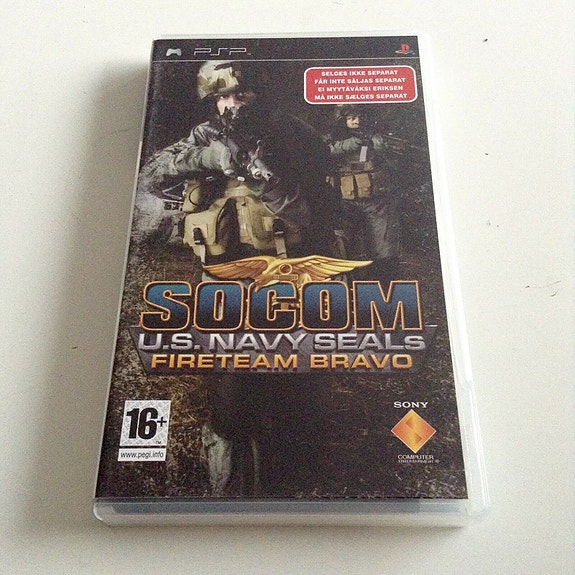 PSP
SELGES IKKE SEPARAT
FÅR INTE SÄLJAS SEPARAT
EI MYYTÄVÄKSI ERIKSEEN
MÅ IKKE SÆLGES SEPARAT
SOCOM
U.S. NAVY SEALs
FIRETEAM BRAVO
16+
www.pegi.info
SONY
COMPUTER
ENTERTAINMENT